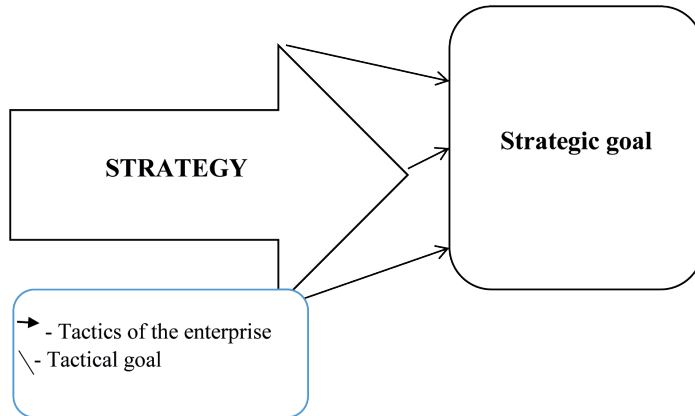 STRATEGY
Strategic goal
- Tactics of the enterprise
- Tactical goal